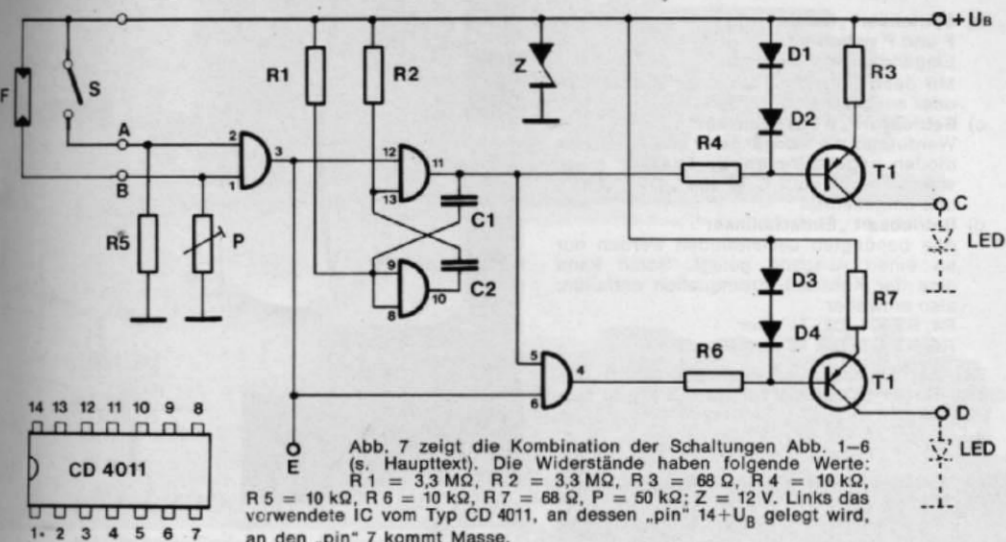 + UB
D1
R3
R1
R2
Z
F
S
D2
R4
A
2
3
12
11
T1
B
1
13
C
C1
LED
R5
P
9
10
C2
8
D3
R7
D4
5
4
R6
T1
6
D
LED
E
14 13 12 11 10 9 8
CD 4011
1• 2 3 4 5 6 7
Abb. 7 zeigt die Kombination der Schaltungen Abb. 1–6
(s. Haupttext). Die Widerstände haben folgende Werte:
R 1 = 3,3 MΩ, R 2 = 3,3 MΩ, R 3 = 68 Ω, R 4 = 10 kΩ,
R 5 = 10 kΩ, R 6 = 10 kΩ, R 7 = 68 Ω, P = 50 kΩ; Z = 12 V. Links das
verwendete IC vom Typ CD 4011, an dessen „pin" 14+UB gelegt wird,
an den „pin" 7 kommt Masse.